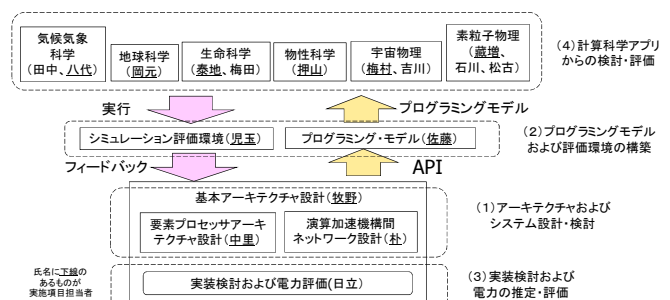 気候気象
科学
(田中、八代)
地球科学
(岡元)
生命科学
(泰地、梅田)
物性科学
(押山)
宇宙物理
(梅村、吉川)
素粒子物理
(藏増、
石川、松古)
(4)計算科学アプリ
からの検討・評価
実行
プログラミングモデル
シミュレーション評価環境(児玉)
プログラミング・モデル(佐藤)
(2)プログラミングモデル
および評価環境の構築
フィードバック
API
基本アーキテクチャ設計(牧野)
要素プロセッサアーキ
テクチャ設計(中里)
演算加速機構間
ネットワーク設計(朴)
(1)アーキテクチャおよび
システム設計・検討
氏名に下線の
あるものが
実施項目担当者
実装検討および電力評価(日立)
(3)実装検討および
電力の推定・評価